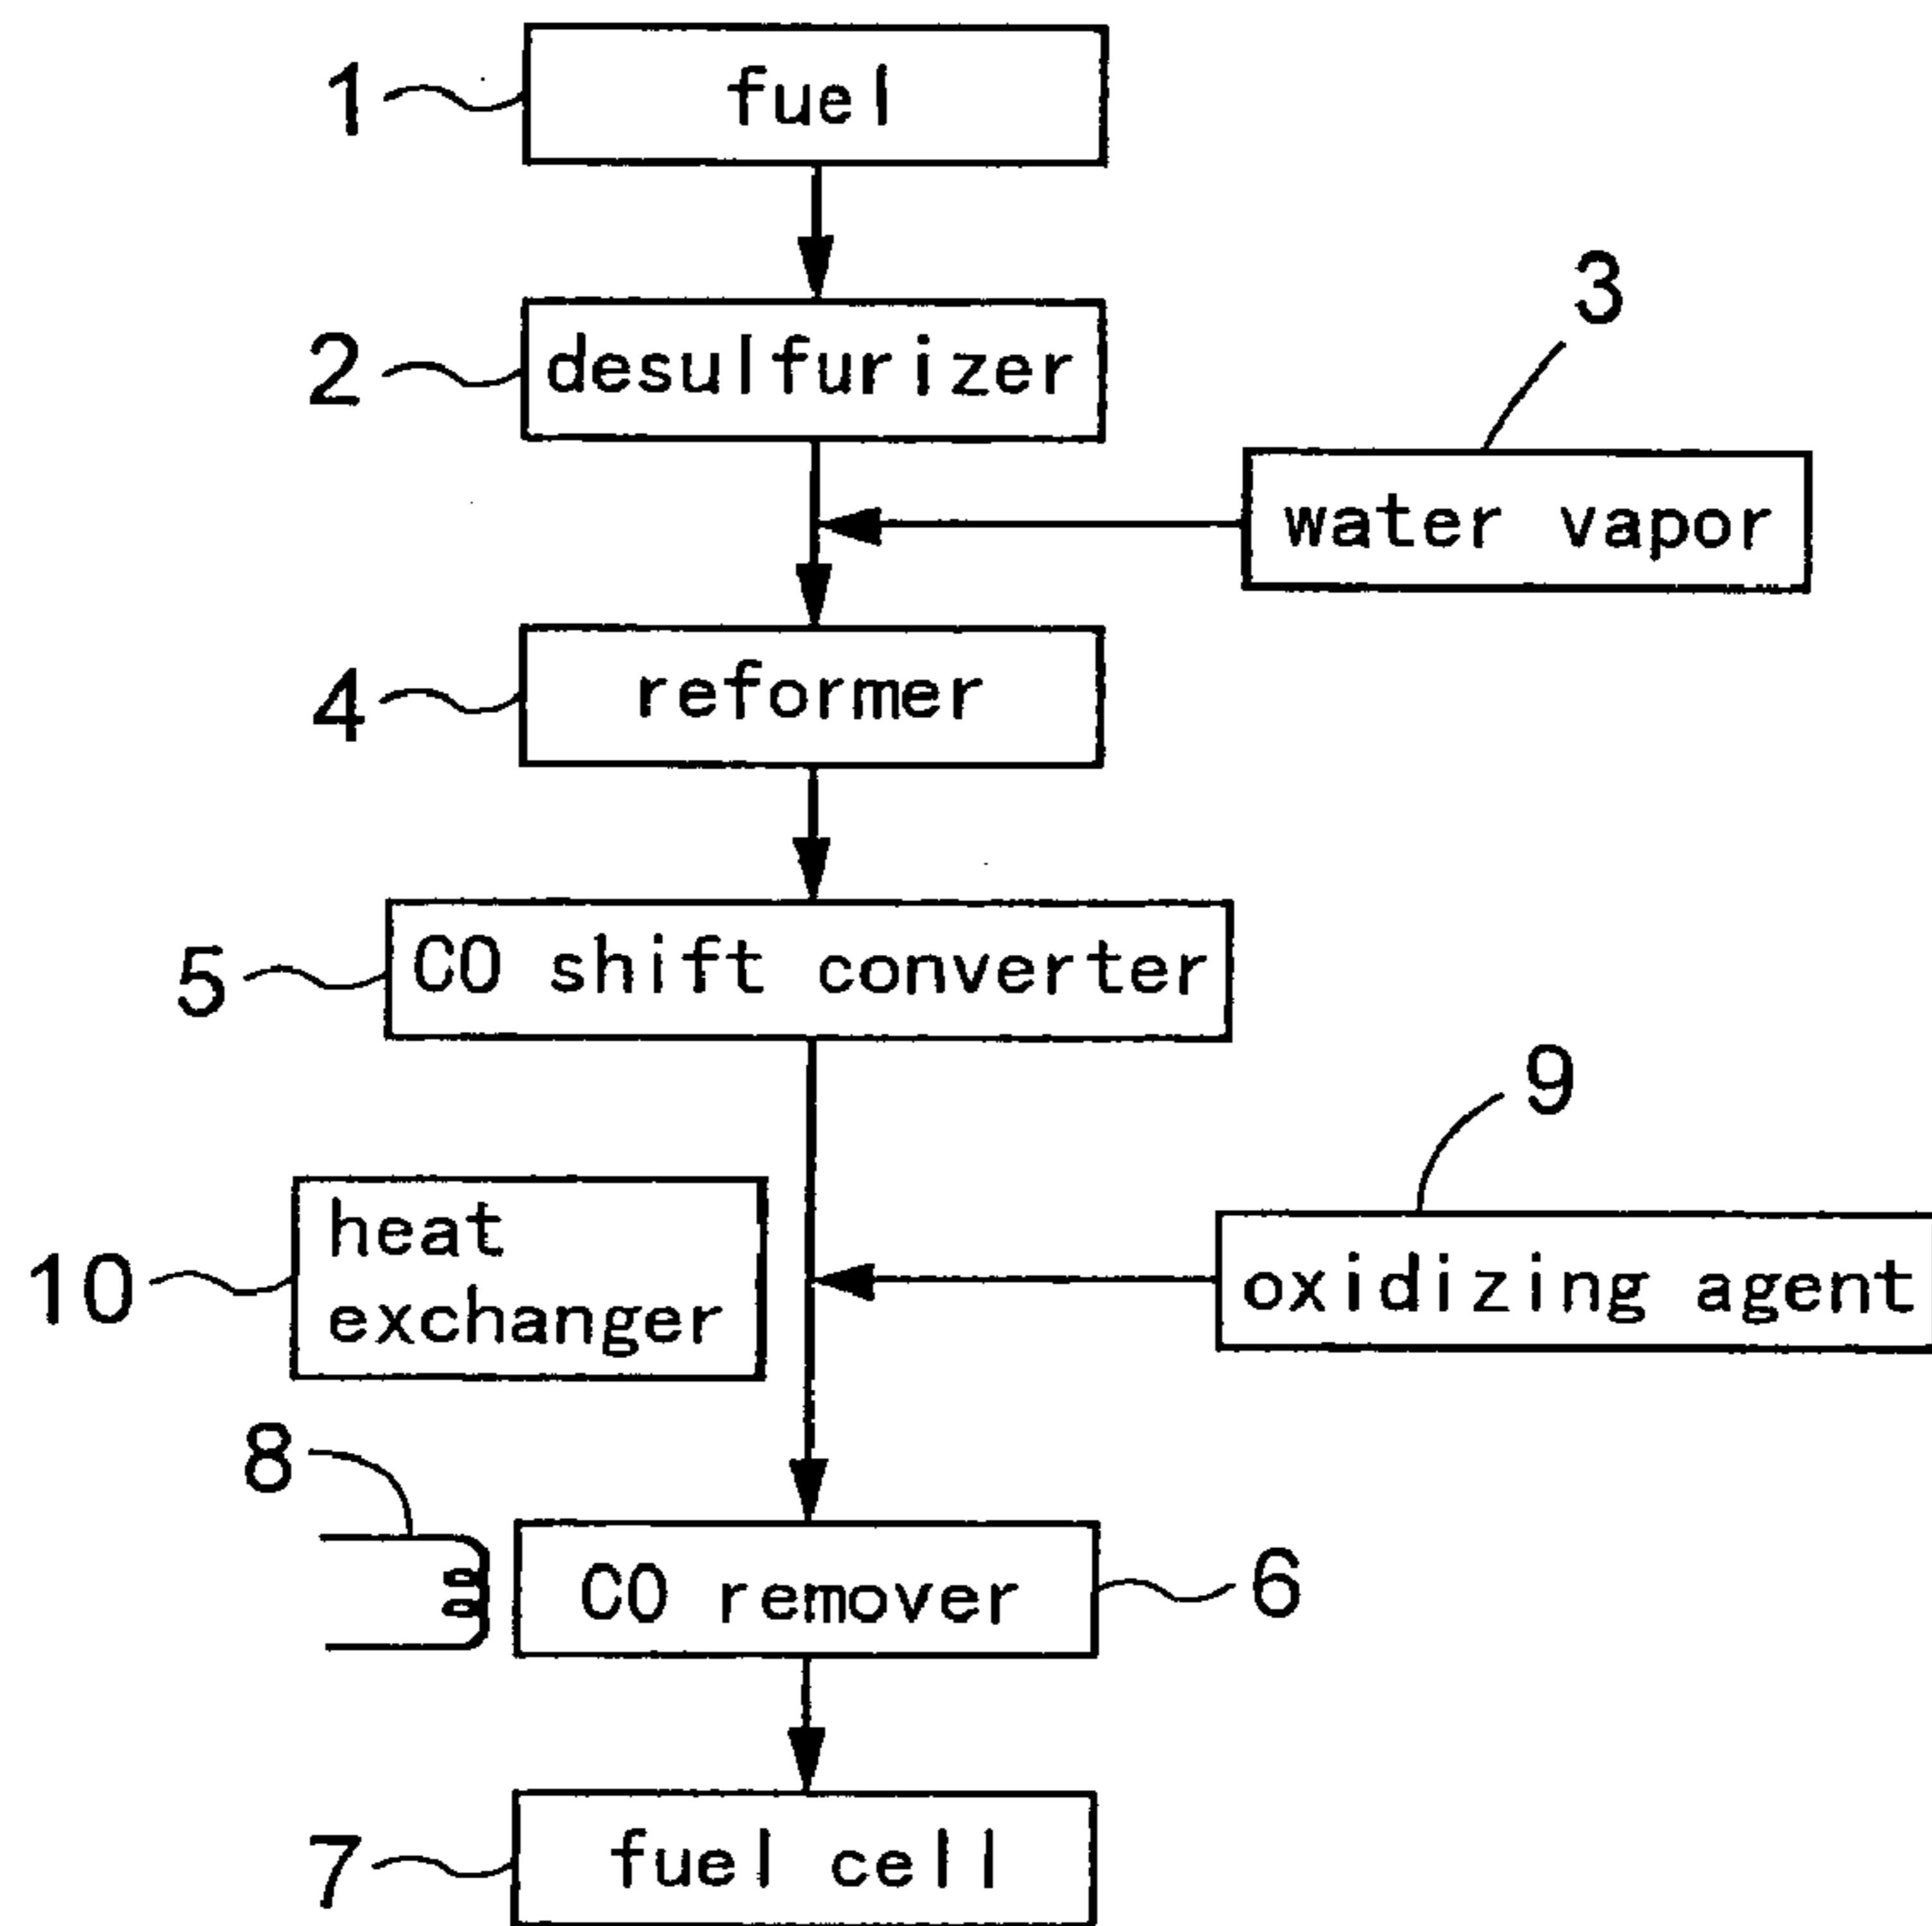 1 fuel
3
2 desulfurizer
water vapor
4 reformer
5 CO shift converter
9
heat
10 exchanger
oxidizing agent
8
CO remover 6
7 fuel cell